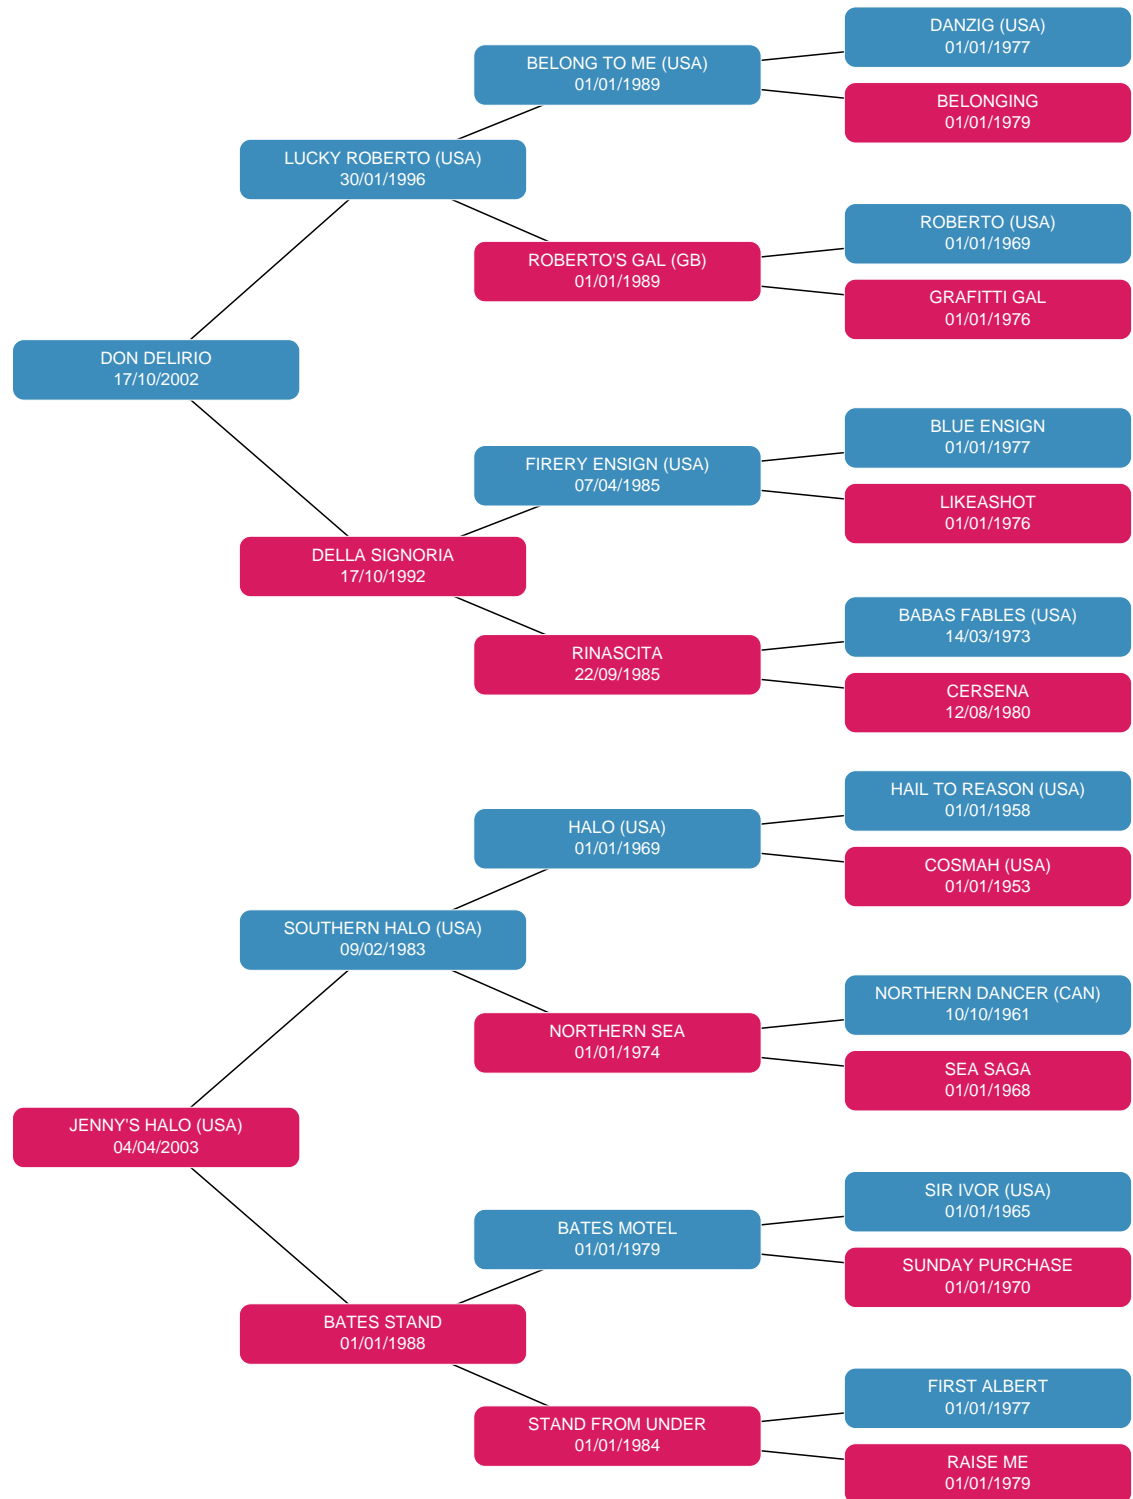 DANZIG (USA)
01/01/1977
BELONG TO ME (USA)
01/01/1989
BELONGING
01/01/1979
LUCKY ROBERTO (USA)
30/01/1996
ROBERTO (USA)
01/01/1969
ROBERTO'S GAL (GB)
01/01/1989
GRAFITTI GAL
01/01/1976
DON DELIRIO
17/10/2002
BLUE ENSIGN
01/01/1977
FIRERY ENSIGN (USA)
07/04/1985
LIKEASHOT
01/01/1976
DELLA SIGNORIA
17/10/1992
BABAS FABLES (USA)
14/03/1973
RINASCITA
22/09/1985
CERSENA
12/08/1980
HAIL TO REASON (USA)
01/01/1958
HALO (USA)
01/01/1969
COSMAH (USA)
01/01/1953
SOUTHERN HALO (USA)
09/02/1983
NORTHERN DANCER (CAN)
10/10/1961
NORTHERN SEA
01/01/1974
SEA SAGA
01/01/1968
JENNY'S HALO (USA)
04/04/2003
SIR IVOR (USA)
01/01/1965
BATES MOTEL
01/01/1979
SUNDAY PURCHASE
01/01/1970
BATES STAND
01/01/1988
FIRST ALBERT
01/01/1977
STAND FROM UNDER
01/01/1984
RAISE ME
01/01/1979